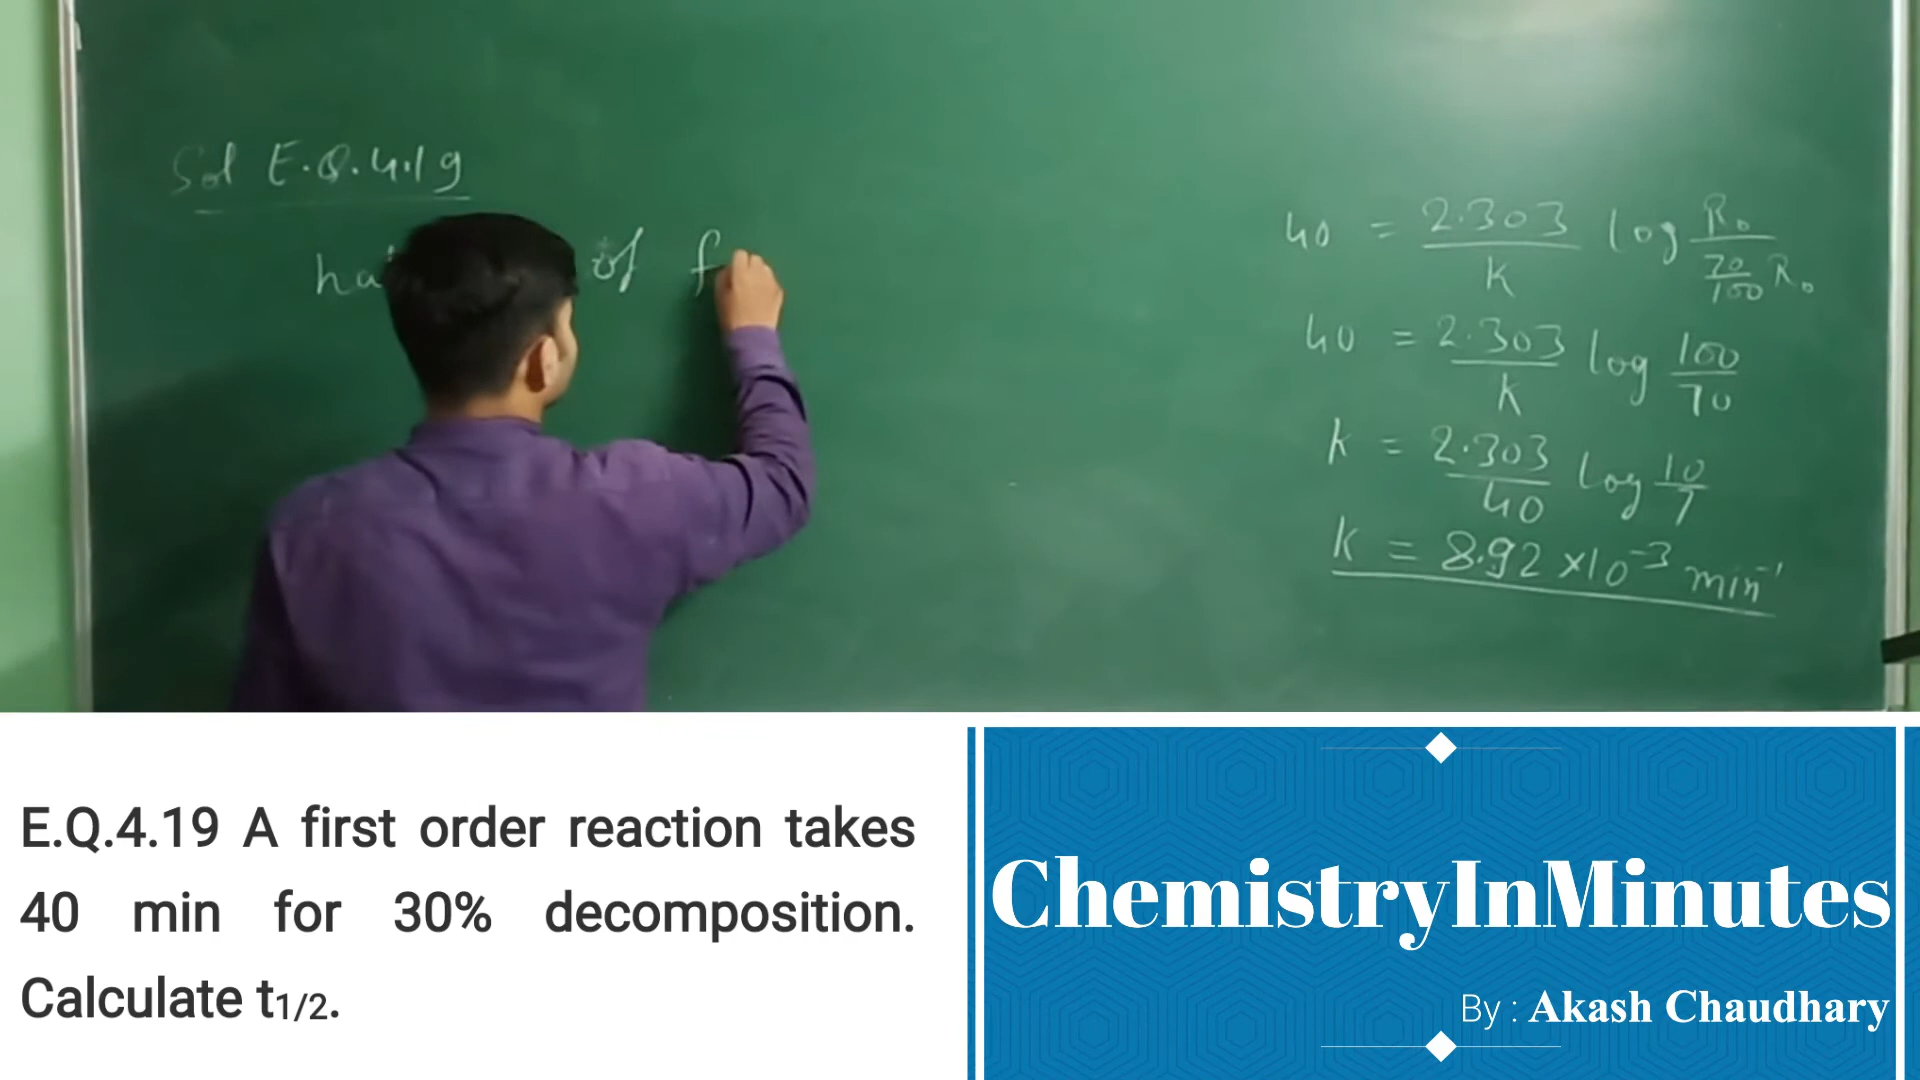 Sol E.Q.4.19
of f
40 = 2.303/k log R₀/(70/100 R₀)
40 = 2.303/k log 100/70
k = 2.303/40 log 10/7
k = 8.92 ×10⁻³ min⁻¹
E.Q.4.19 A first order reaction takes
40 min for 30% decomposition.
Calculate t1/2.
ChemistryInMinutes
By : Akash Chaudhary